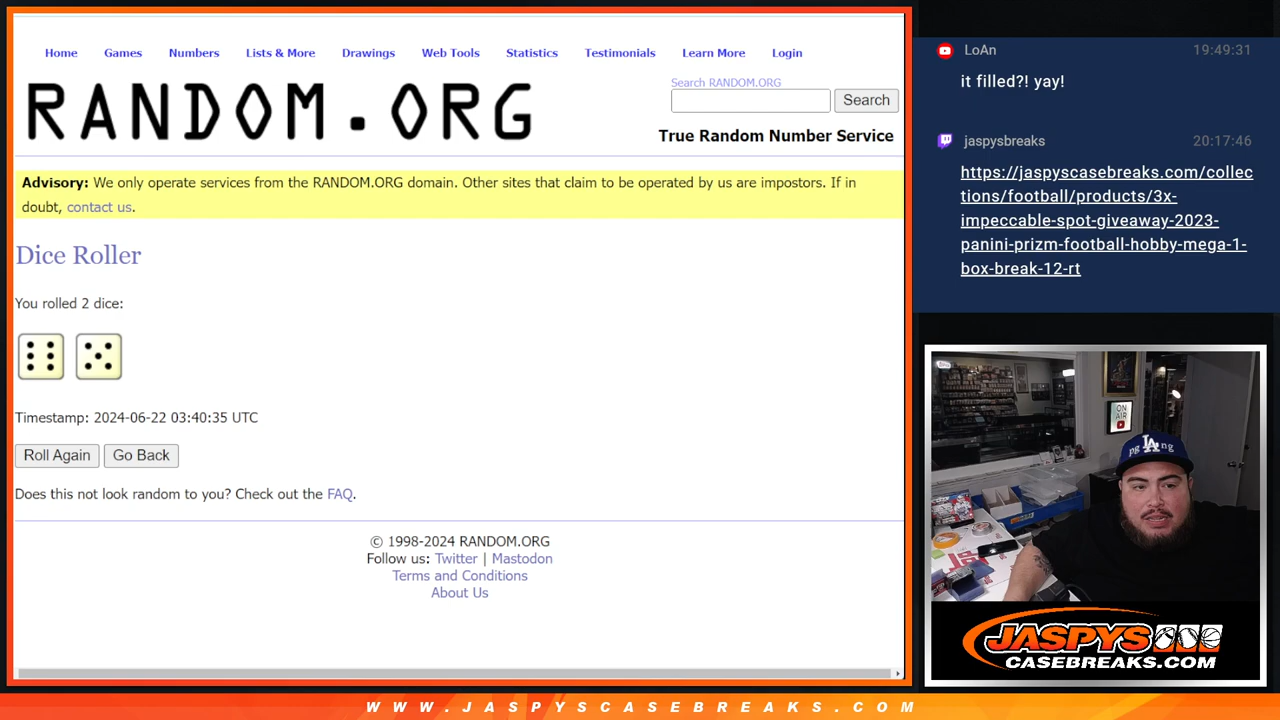 Home Games Numbers Lists & More Drawings Web Tools Statistics Testimonials Learn More Login
RANDOM.ORG
Search RANDOM.ORG
Search
True Random Number Service
Advisory: We only operate services from the RANDOM.ORG domain. Other sites that claim to be operated by us are impostors. If in
doubt, contact us.
Dice Roller
You rolled 2 dice:
Timestamp: 2024-06-22 03:40:35 UTC
Roll Again Go Back
Does this not look random to you? Check out the FAQ.
© 1998-2024 RANDOM.ORG
Follow us: Twitter | Mastodon
Terms and Conditions
About Us
LoAn 19:49:31
it filled?! yay!
jaspysbreaks 20:17:46
https://jaspyscasebreaks.com/collec
tions/football/products/3x-
impeccable-spot-giveaway-2023-
panini-prizm-football-hobby-mega-1-
box-break-12-rt
ON
AIR
LA
JASPYS
CASEBREAKS.COM
WWW.JASPYSCASEBREAKS.COM